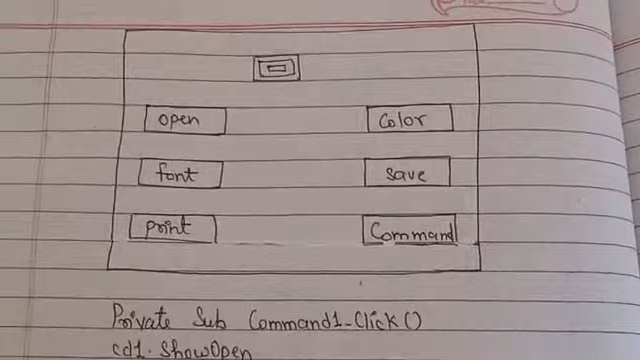 open Color
font save
print Command
Private Sub Command1_Click()
cd1.ShowOpen